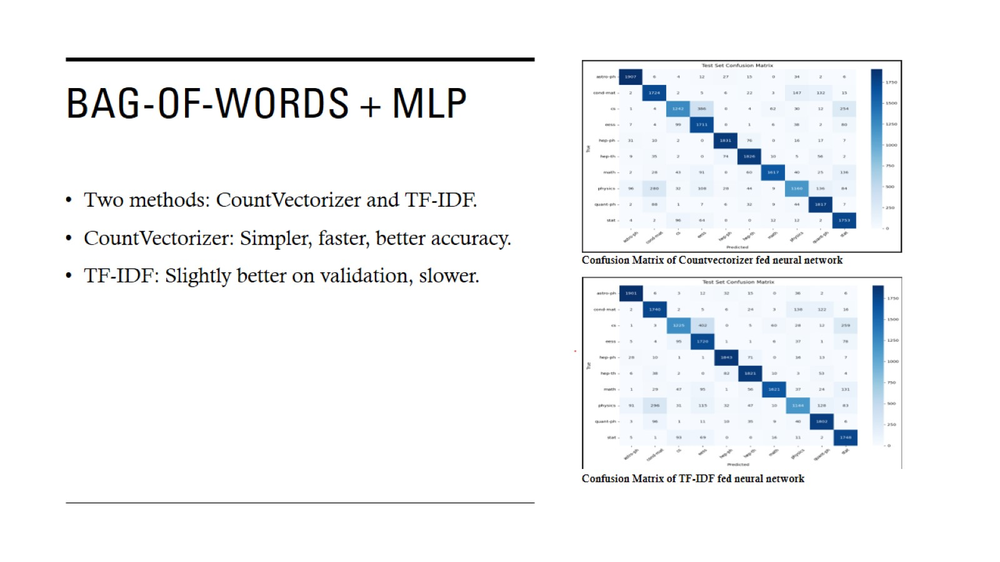 BAG-OF-WORDS + MLP
• Two methods: CountVectorizer and TF-IDF.
• CountVectorizer: Simpler, faster, better accuracy.
• TF-IDF: Slightly better on validation, slower.
Test Set Confusion Matrix
astro-ph 1907 6 4 12 27 15 0 34 2 6
cond-mat 2 1724 2 5 6 22 3 147 132 15
cs 1 4 1242 386 0 4 62 30 12 254
eess 7 4 99 1711 0 1 6 38 2 80
hep-ph 31 10 2 0 1831 76 0 16 17 7
hep-th 9 35 2 0 74 1826 10 5 56 2
math 2 28 43 91 0 60 1617 40 25 136
physics 96 280 32 108 28 44 9 1160 136 84
quant-ph 2 88 1 7 6 32 9 44 1817 7
stat 4 2 96 64 0 0 12 12 2 1753
True
astro-ph cond-mat cs eess hep-ph hep-th math physics quant-ph stat
Predicted
1750
1500
1250
1000
750
500
250
0
Confusion Matrix of Countvectorizer fed neural network
Test Set Confusion Matrix
astro-ph 1901 6 3 12 32 15 0 36 2 6
cond-mat 2 1740 2 5 6 24 3 138 122 16
cs 1 3 1225 402 0 5 60 28 12 259
eess 5 4 95 1726 1 1 6 37 1 78
hep-ph 28 10 1 1 1843 71 0 16 13 7
hep-th 6 38 2 0 82 1821 10 3 53 4
math 1 29 47 95 1 56 1621 37 24 131
physics 91 296 31 115 32 47 10 1144 128 83
quant-ph 3 96 1 11 10 35 9 40 1802 6
stat 5 1 93 69 0 0 16 11 2 1748
True
astro-ph cond-mat cs eess hep-ph hep-th math physics quant-ph stat
Predicted
1750
1500
1250
1000
750
500
250
0
Confusion Matrix of TF-IDF fed neural network